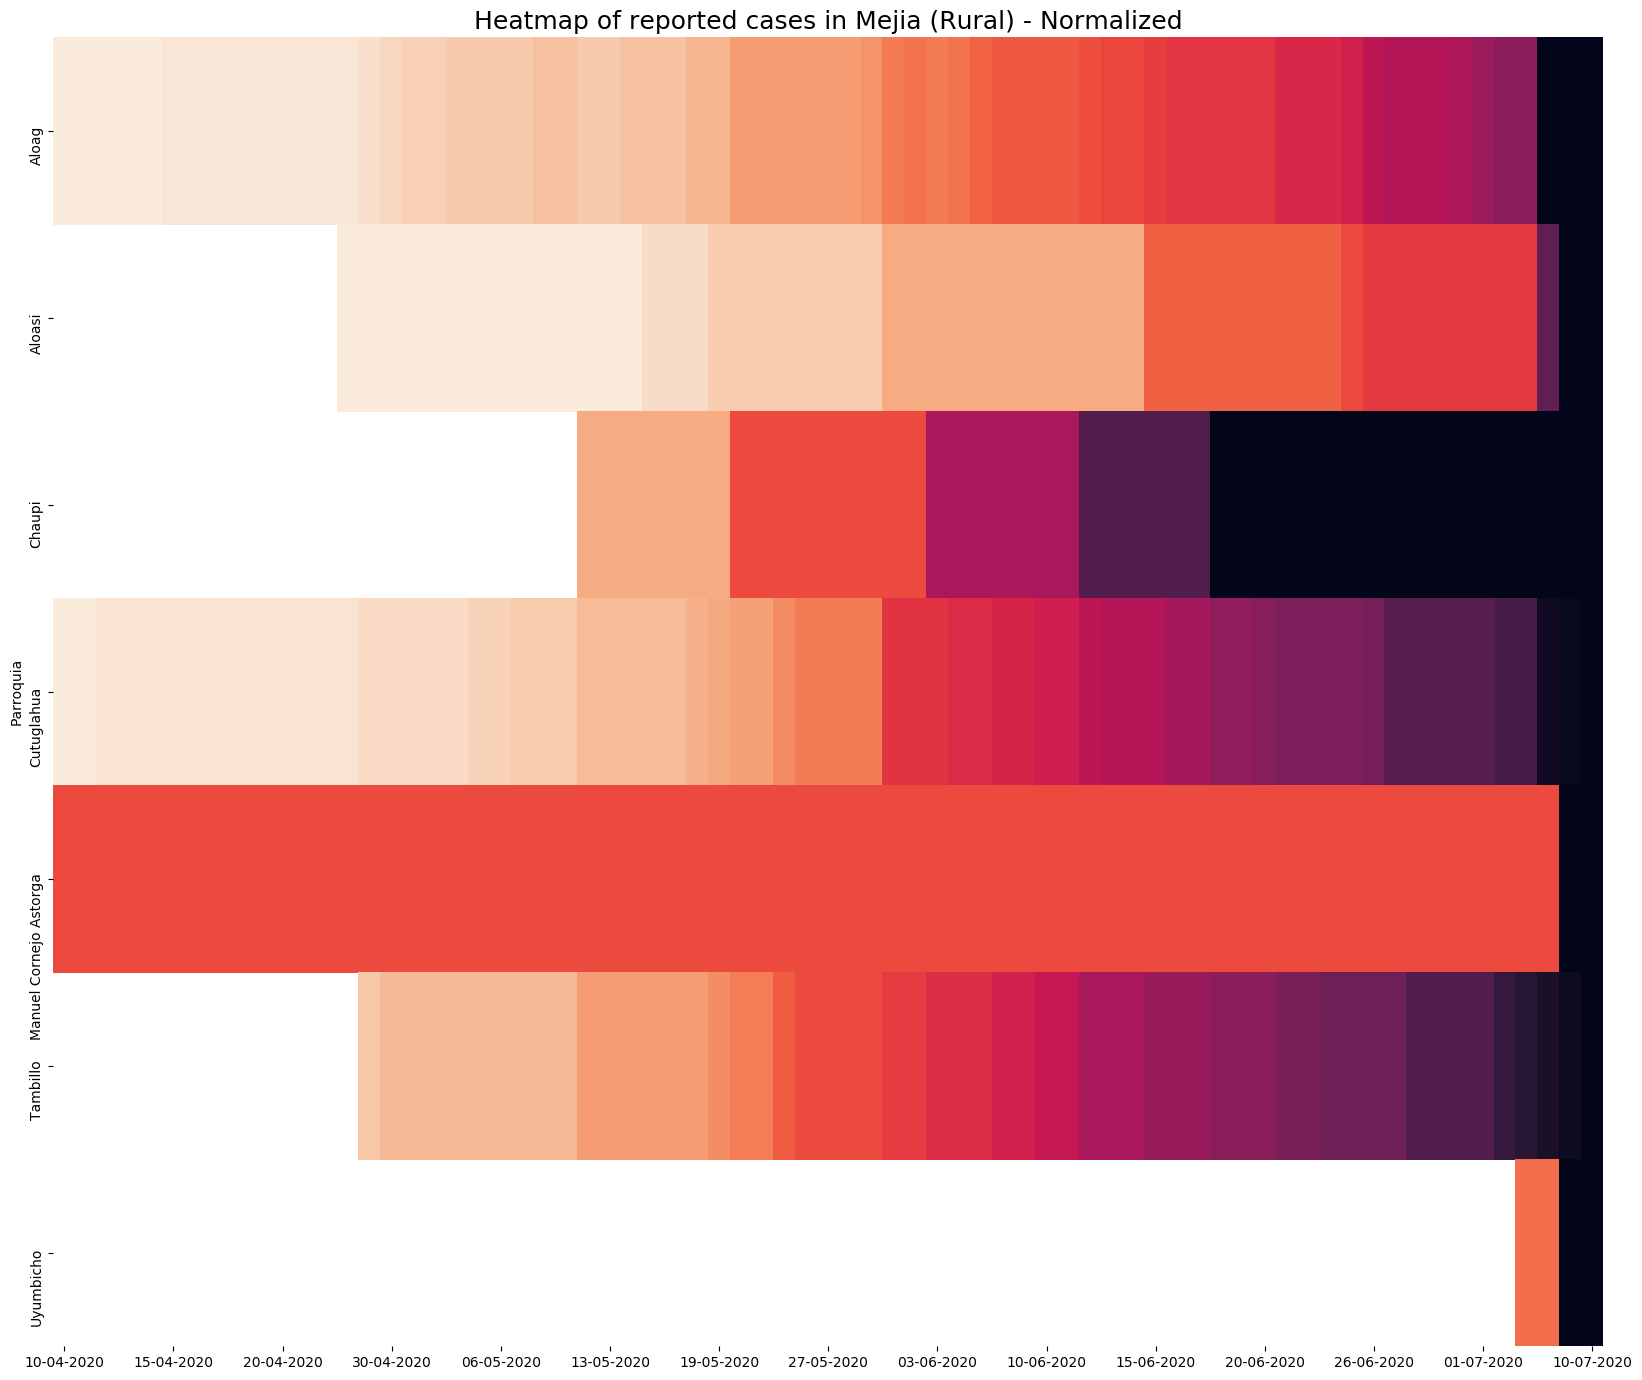 Heatmap of reported cases in Mejia (Rural) - Normalized
Parroquia
Aloag
Aloasi
Chaupi
Cutuglahua
Manuel Cornejo Astorga
Tambillo
Uyumbicho
10-04-2020 15-04-2020 20-04-2020 30-04-2020 06-05-2020 13-05-2020 19-05-2020 27-05-2020 03-06-2020 10-06-2020 15-06-2020 20-06-2020 26-06-2020 01-07-2020 10-07-2020